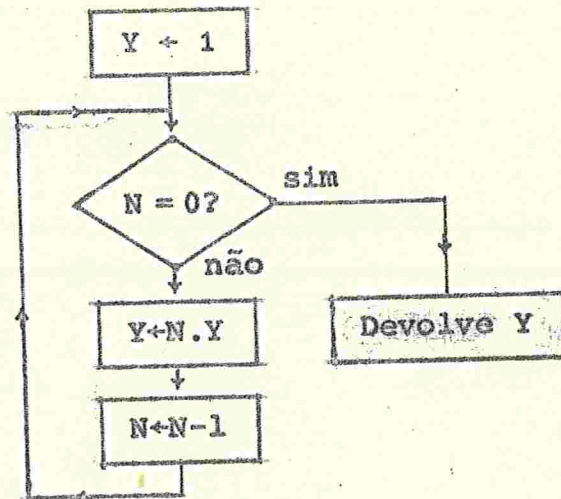 Y ← 1
N = 0?
sim
não
Y←N.Y
Devolve Y
N←N-1